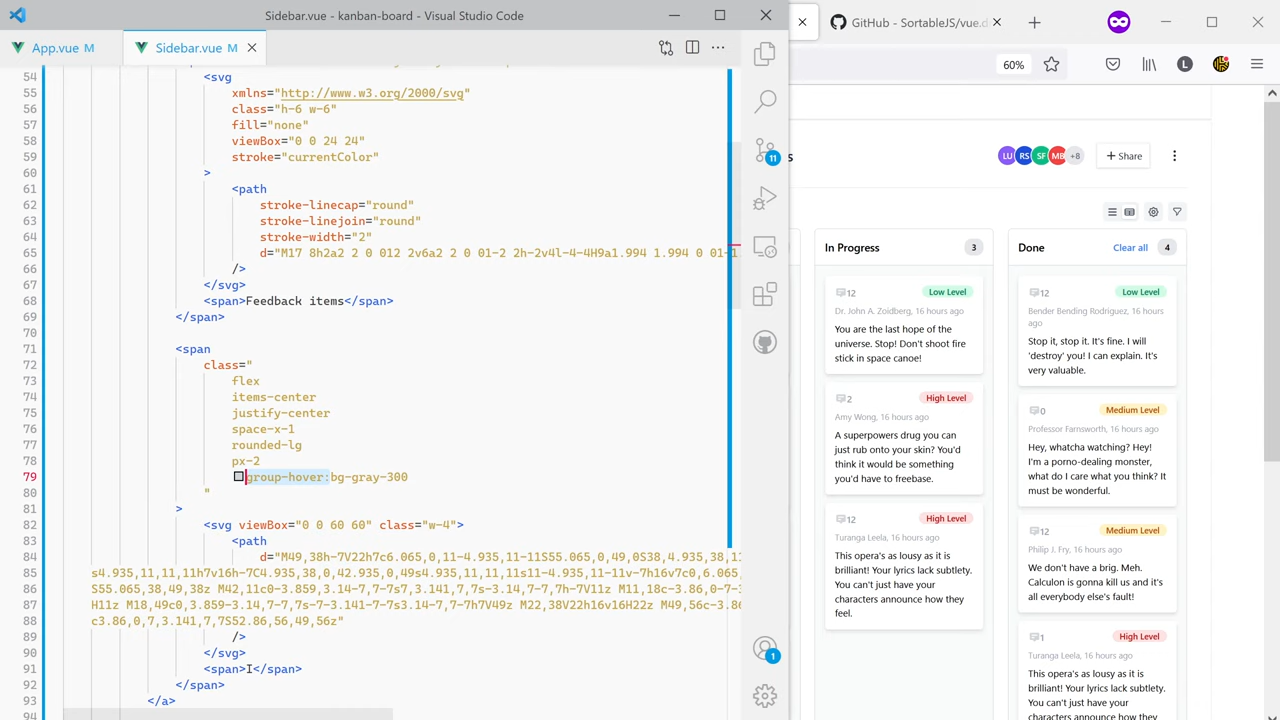 Sidebar.vue - kanban-board - Visual Studio Code
GitHub - SortableJS/vue.d
App.vue M
Sidebar.vue M
60%
L
54 <svg
55 xmlns="http://www.w3.org/2000/svg"
56 class="h-6 w-6"
57 fill="none"
58 viewBox="0 0 24 24"
59 stroke="currentColor"
60 >
61 <path
62 stroke-linecap="round"
63 stroke-linejoin="round"
64 stroke-width="2"
65 d="M17 8h2a2 2 0 012 2v6a2 2 0 01-2 2h-2v4l-4-4H9a1.994 1.994 0 01-1.
66 />
67 </svg>
68 <span>Feedback items</span>
69 </span>
70
71 <span
72 class="
73 flex
74 items-center
75 justify-center
76 space-x-1
77 rounded-lg
78 px-2
79 group-hover:bg-gray-300
80 "
81 >
82 <svg viewBox="0 0 60 60" class="w-4">
83 <path
84 d="M49,38h-7V22h7c6.065,0,11-4.935,11-11S55.065,0,49,0S38,4.935,38,11
85 s4.935,11,11,11h7v16h-7C4.935,38,0,42.935,0,49s4.935,11,11,11s11-4.935,11-11v-7h16v7c0,6.065
86 S55.065,38,49,38z M42,11c0-3.859,3.14-7,7-7s7,3.141,7,7s-3.14,7-7,7h-7V11z M11,18c-3.86,0-7-3
87 H11z M18,49c0,3.859-3.14,7-7,7s-7-3.141-7-7s3.14-7,7-7h7V49z M22,38V22h16v16H22z M49,56c-3.86
88 c3.86,0,7,3.141,7,7S52.86,56,49,56z"
89 />
90 </svg>
91 <span>I</span>
92 </span>
93 </a>
94
11
1
s
LU RS SF MB +8
+ Share
In Progress 3
12 Low Level
Dr. John A. Zoidberg, 16 hours ago
You are the last hope of the
universe. Stop! Don't shoot fire
stick in space canoe!
2 High Level
Amy Wong, 16 hours ago
A superpowers drug you can
just rub onto your skin? You'd
think it would be something
you'd have to freebase.
12 High Level
Turanga Leela, 16 hours ago
This opera's as lousy as it is
brilliant! Your lyrics lack subtlety.
You can't just have your
characters announce how they
feel.
Done Clear all 4
12 Low Level
Bender Bending Rodriguez, 16 hours
ago
Stop it, stop it. It's fine. I will
'destroy' you! I can explain. It's
very valuable.
0 Medium Level
Professor Farnsworth, 16 hours ago
Hey, whatcha watching? Hey!
I'm a porno-dealing monster,
what do I care what you think? It
must be wonderful.
12 Medium Level
Philip J. Fry, 16 hours ago
We don't have a brig. Meh.
Calculon is gonna kill us and it's
all everybody else's fault!
1 High Level
Turanga Leela, 16 hours ago
This opera's as lousy as it is
brilliant! Your lyrics lack subtlety.
You can't just have your
characters announce how they